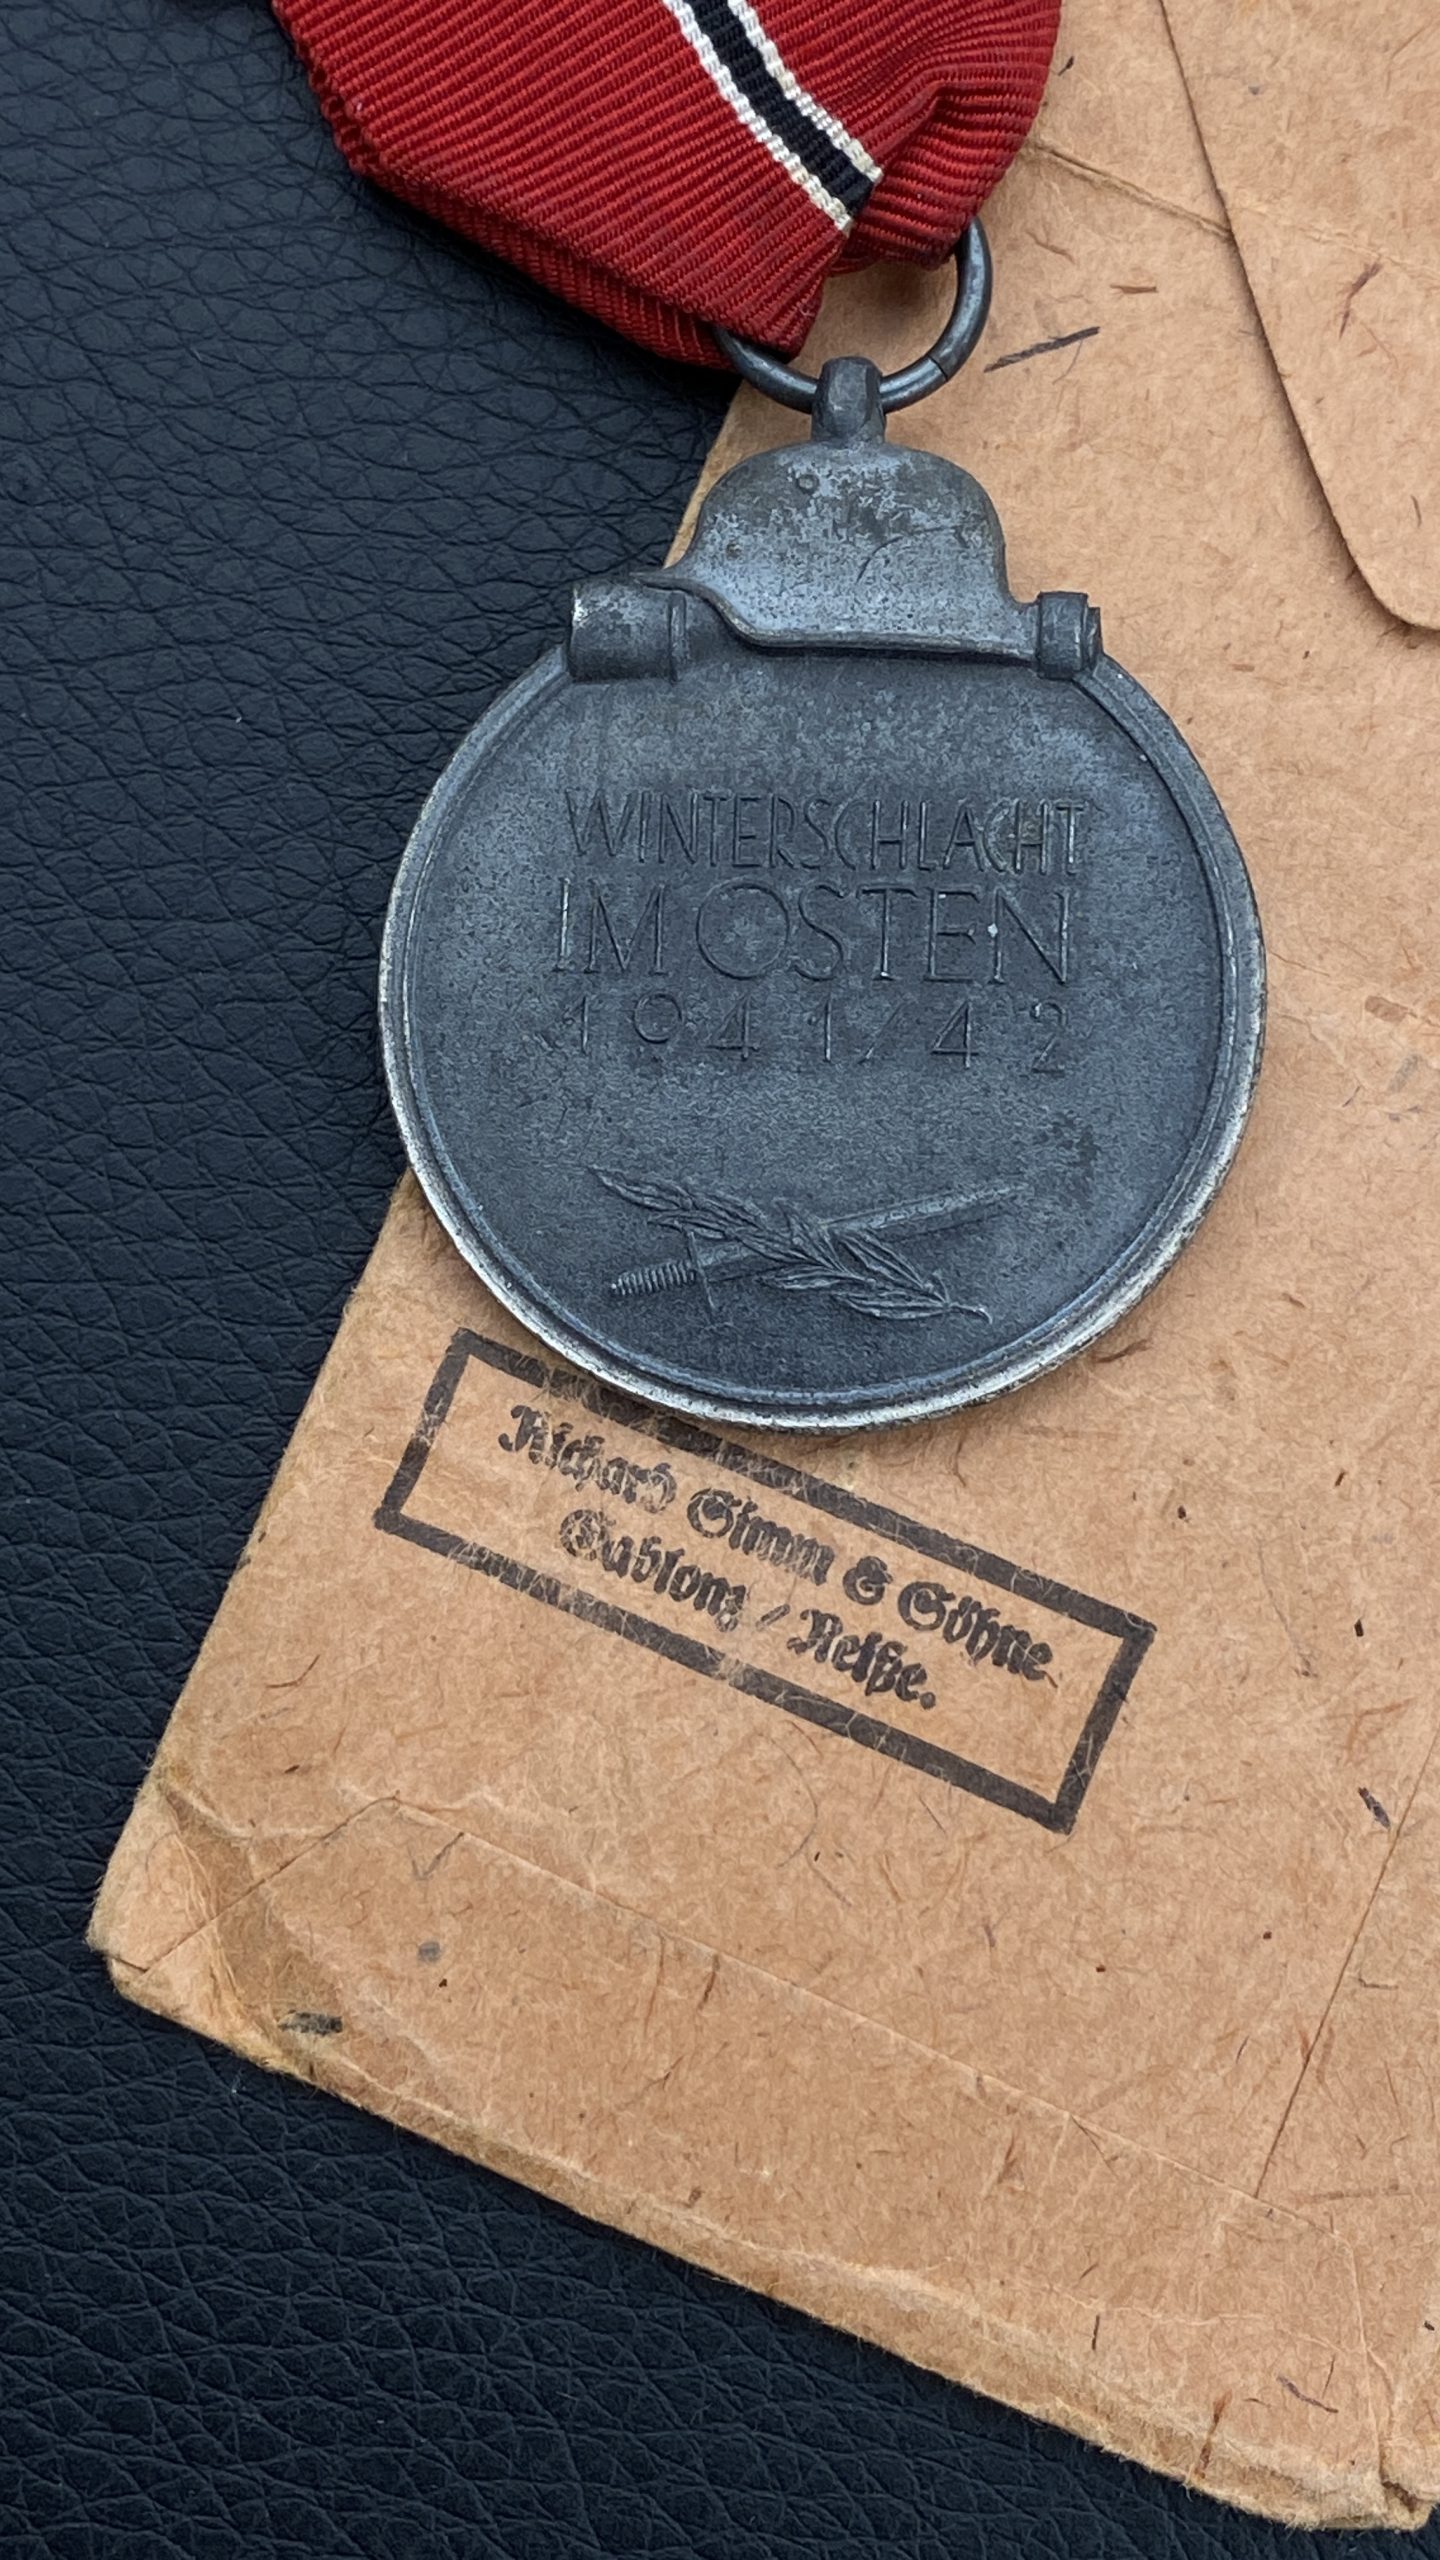 WINTERSCHLACHT
IM OSTEN
1941/42
Richard Simm & Söhne
Gablonz / Neiße.